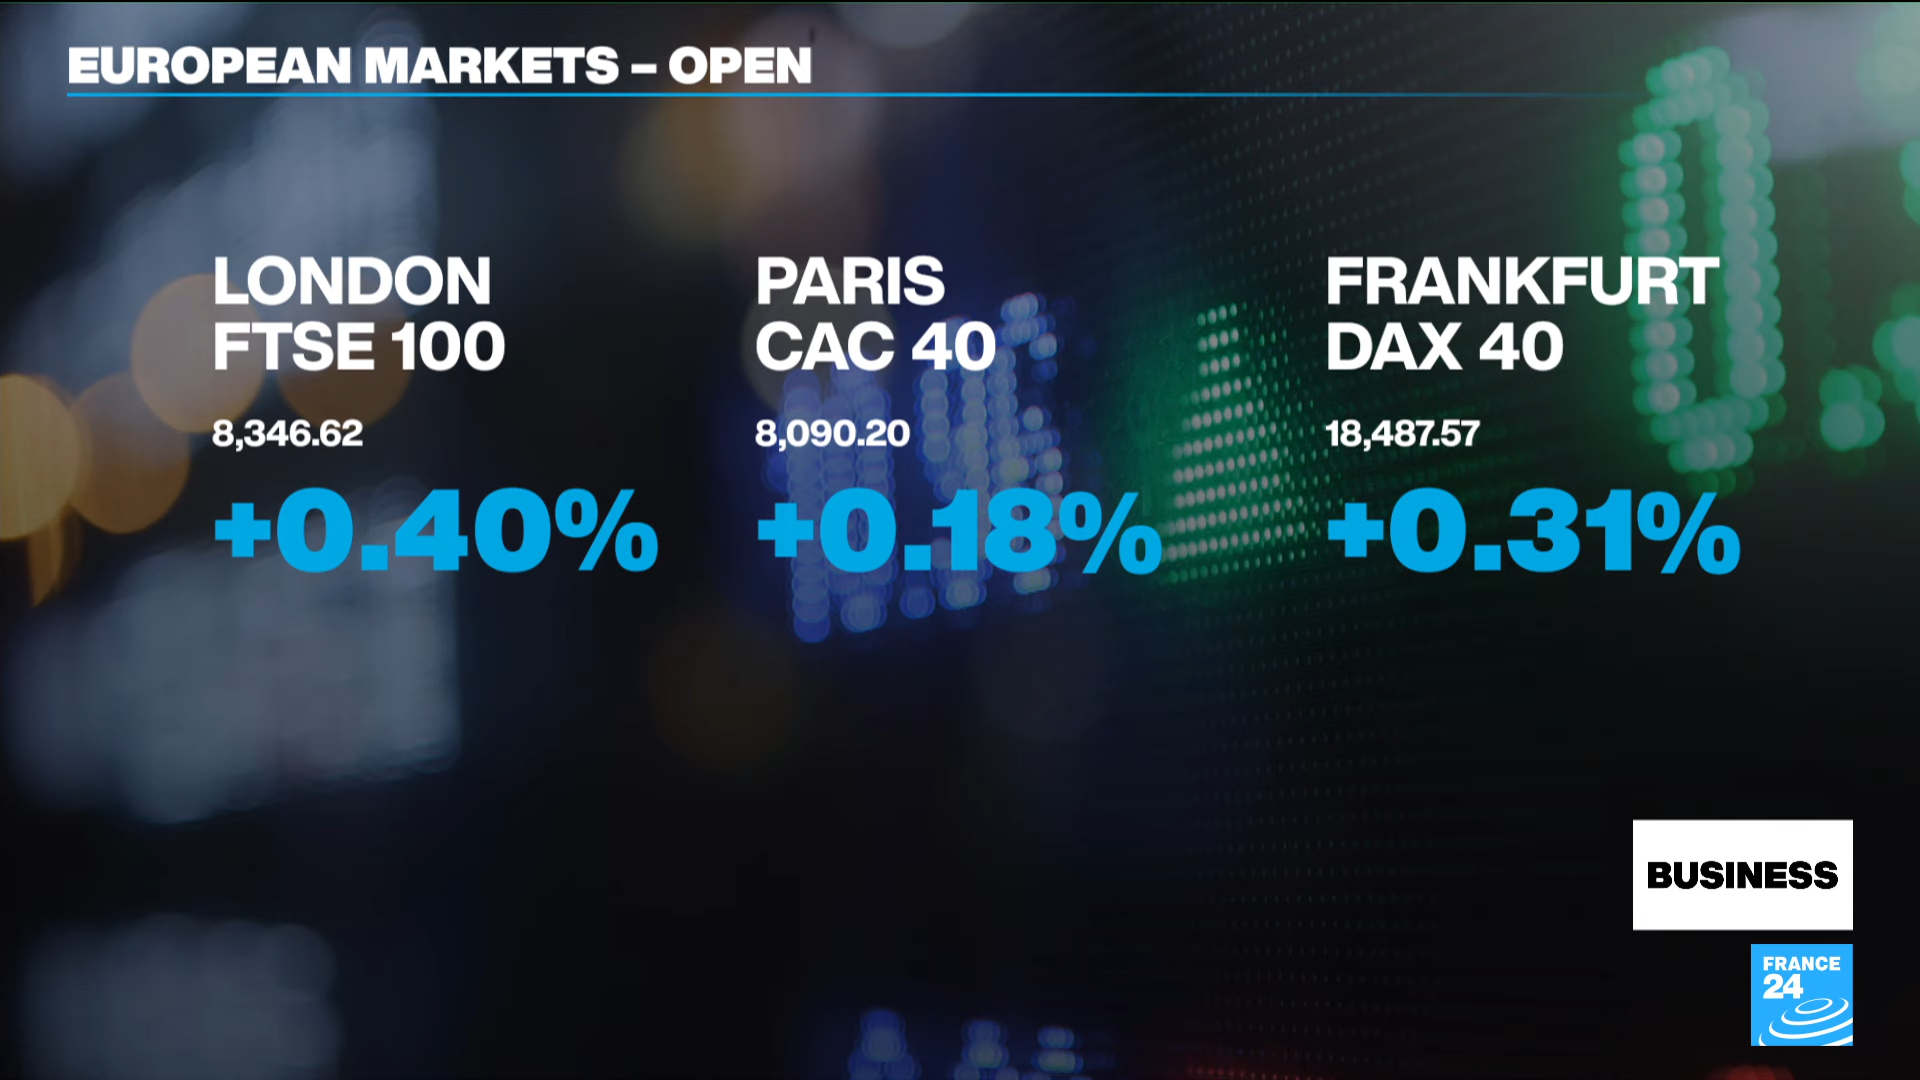 EUROPEAN MARKETS – OPEN
LONDON
FTSE 100
8,346.62
+0.40%
PARIS
CAC 40
8,090.20
+0.18%
FRANKFURT
DAX 40
18,487.57
+0.31%
BUSINESS
FRANCE
24